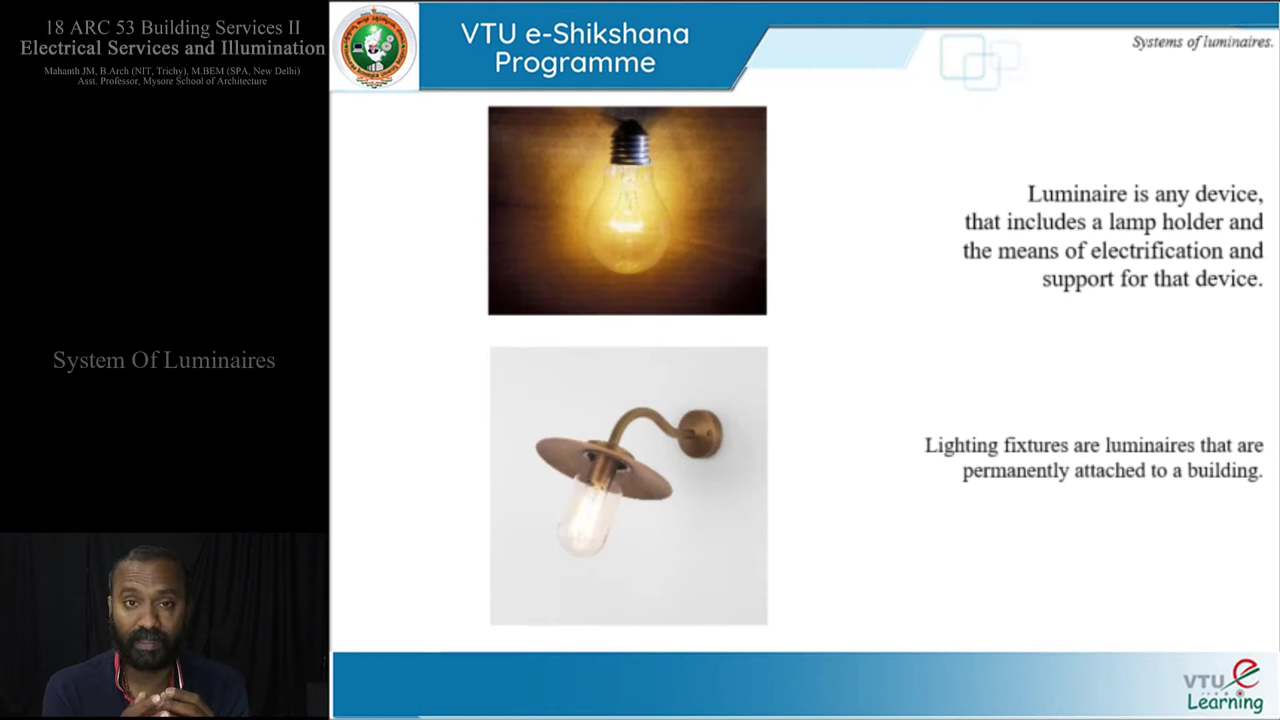 18 ARC 53 Building Services II
Electrical Services and Illumination
Mahanth JM, B.Arch (NIT, Trichy), M.BEM (SPA, New Delhi)
Asst. Professor, Mysore School of Architecture
System Of Luminaires
VTU e-Shikshana
Programme
Systems of luminaires.
Luminaire is any device,
that includes a lamp holder and
the means of electrification and
support for that device.
Lighting fixtures are luminaires that are
permanently attached to a building.
VTU e
Learning